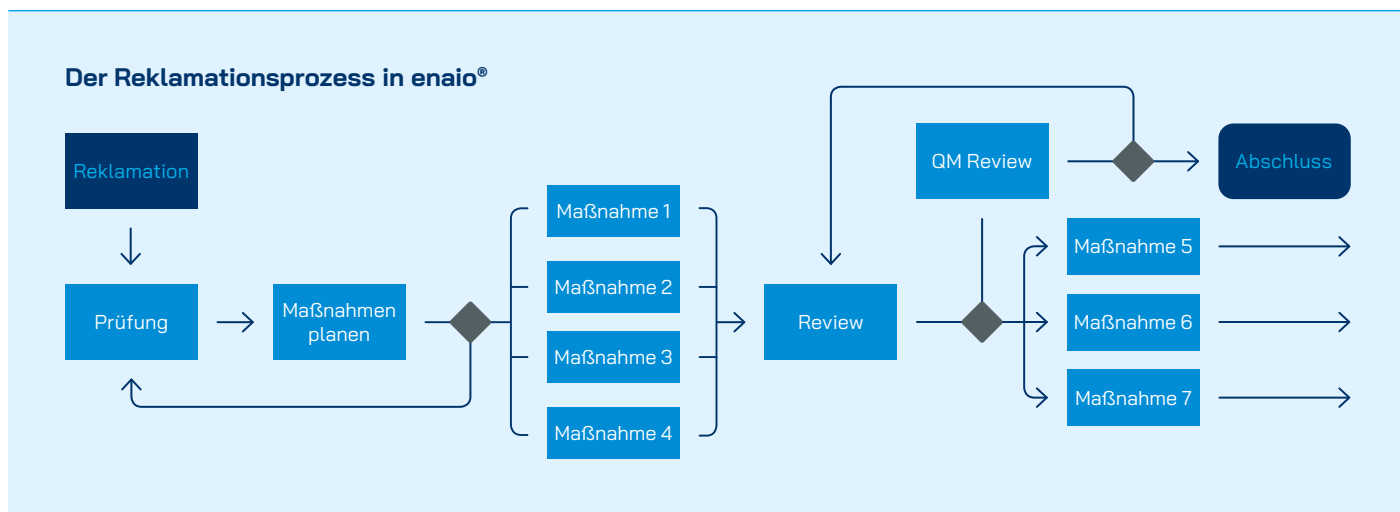 Der Reklamationsprozess in enaio®
Reklamation
Prüfung
Maßnahmen
planen
Maßnahme 1
Maßnahme 2
Maßnahme 3
Maßnahme 4
Review
QM Review
Abschluss
Maßnahme 5
Maßnahme 6
Maßnahme 7